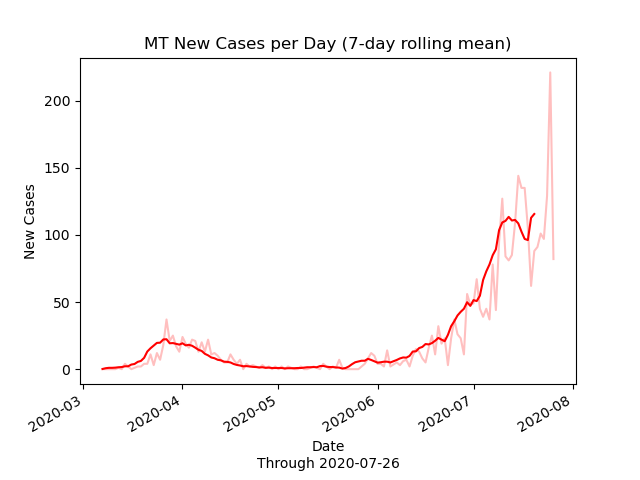 MT New Cases per Day (7-day rolling mean)
200
150
100
50
0
New Cases
2020-03
2020-04
2020-05
2020-06
2020-07
2020-08
Date
Through 2020-07-26